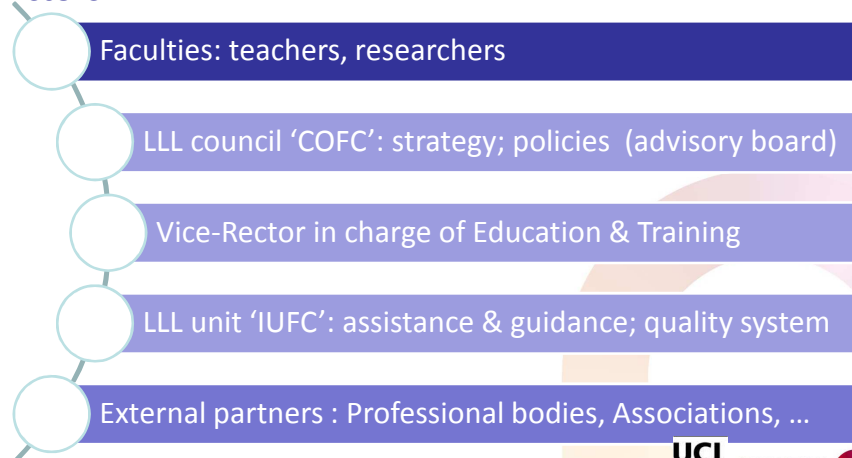 Faculties: teachers, researchers
LLL council ‘COFC’: strategy; policies (advisory board)
Vice-Rector in charge of Education & Training
LLL unit ‘IUFC’: assistance & guidance; quality system
External partners : Professional bodies, Associations, …
UCL